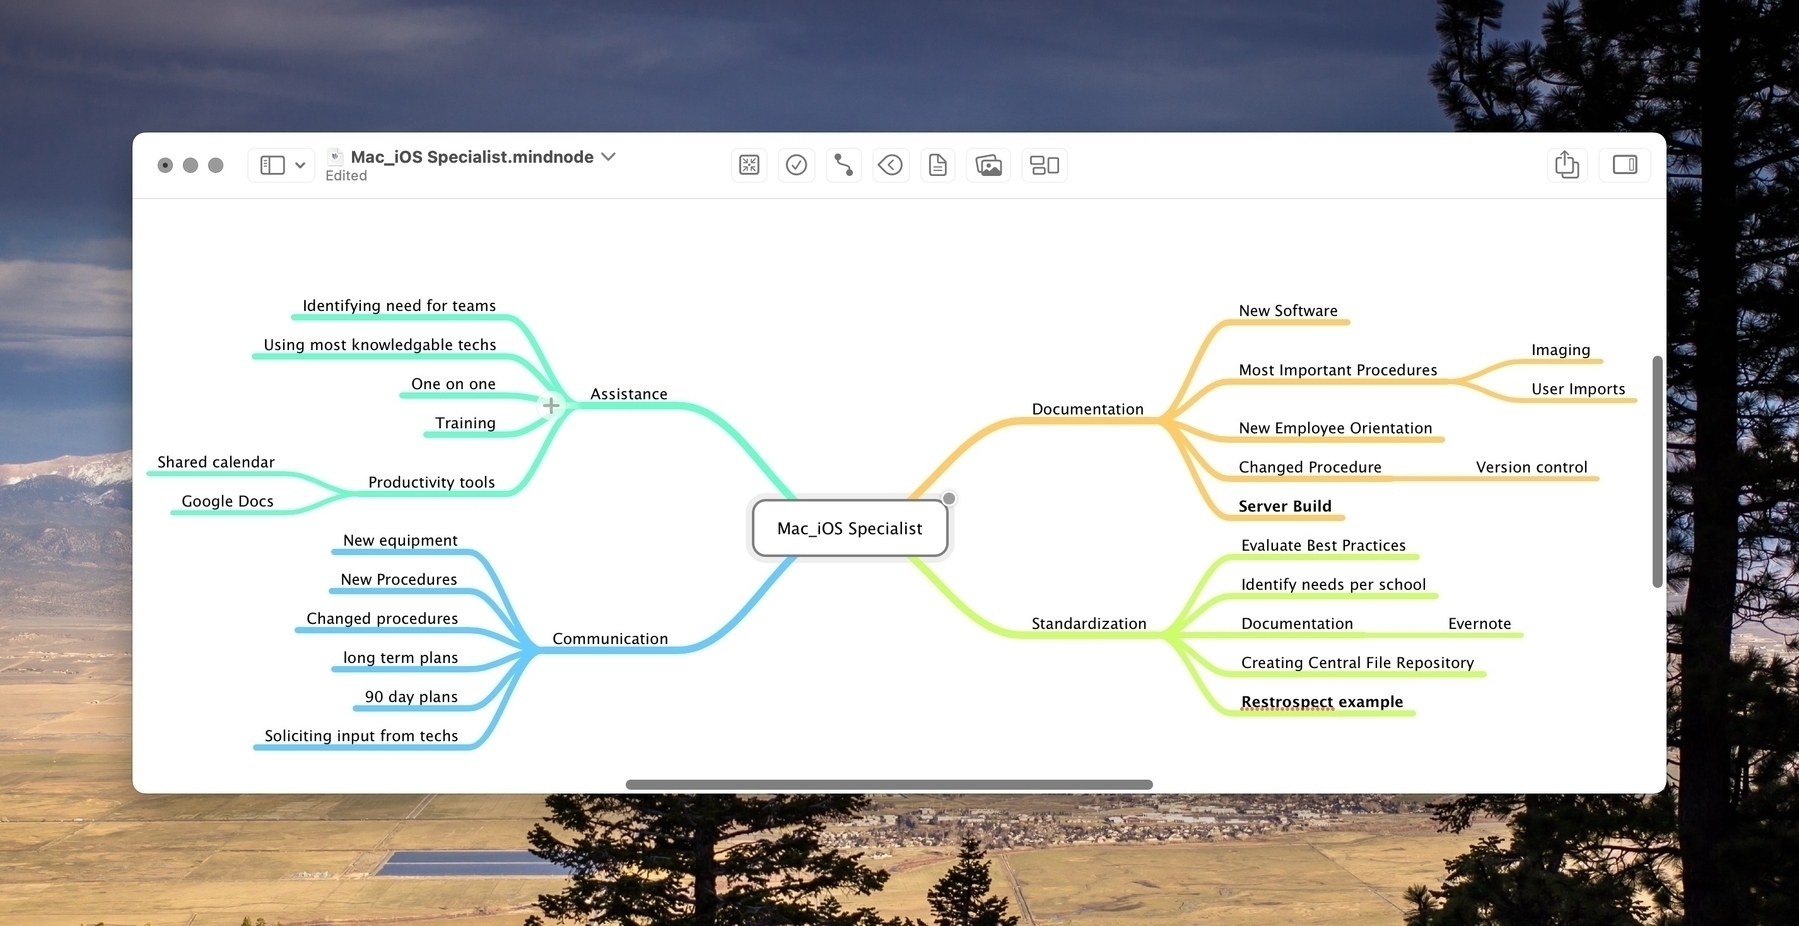 Mac_iOS Specialist.mindnode
Edited
Identifying need for teams
Using most knowledgable techs
One on one
Training
Productivity tools
Shared calendar
Google Docs
Assistance
New equipment
New Procedures
Changed procedures
long term plans
90 day plans
Soliciting input from techs
Communication
Mac_iOS Specialist
Documentation
New Software
Most Important Procedures
Imaging
User Imports
New Employee Orientation
Changed Procedure
Version control
Server Build
Standardization
Evaluate Best Practices
Identify needs per school
Documentation
Evernote
Creating Central File Repository
Restrospect example